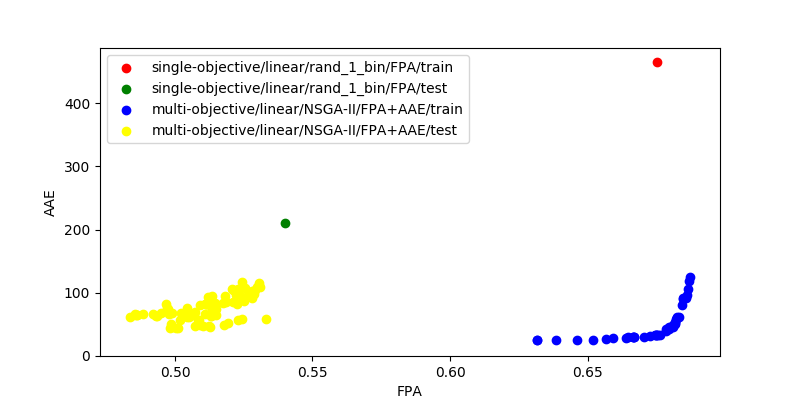 single-objective/linear/rand_1_bin/FPA/train
single-objective/linear/rand_1_bin/FPA/test
multi-objective/linear/NSGA-II/FPA+AAE/train
multi-objective/linear/NSGA-II/FPA+AAE/test
400
300
200
100
0
AAE
0.50 0.55 0.60 0.65
FPA